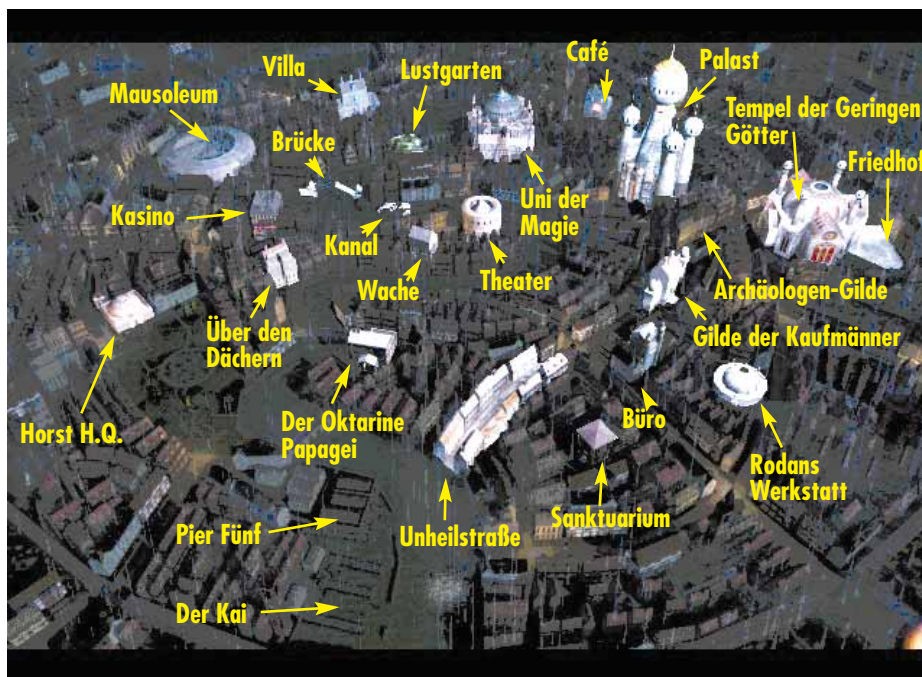 Villa
Lustgarten
Café
Palast
Mausoleum
Tempel der Geringen
Götter
Brücke
Friedhof
Kasino
Uni der
Magie
Kanal
Wache
Theater
Archäologen-Gilde
Über den
Dächern
Gilde der Kaufmänner
Horst H.Q.
Der Oktarine
Papagei
Büro
Rodans
Werkstatt
Pier Fünf
Unheilstraße
Sanktuarium
Der Kai